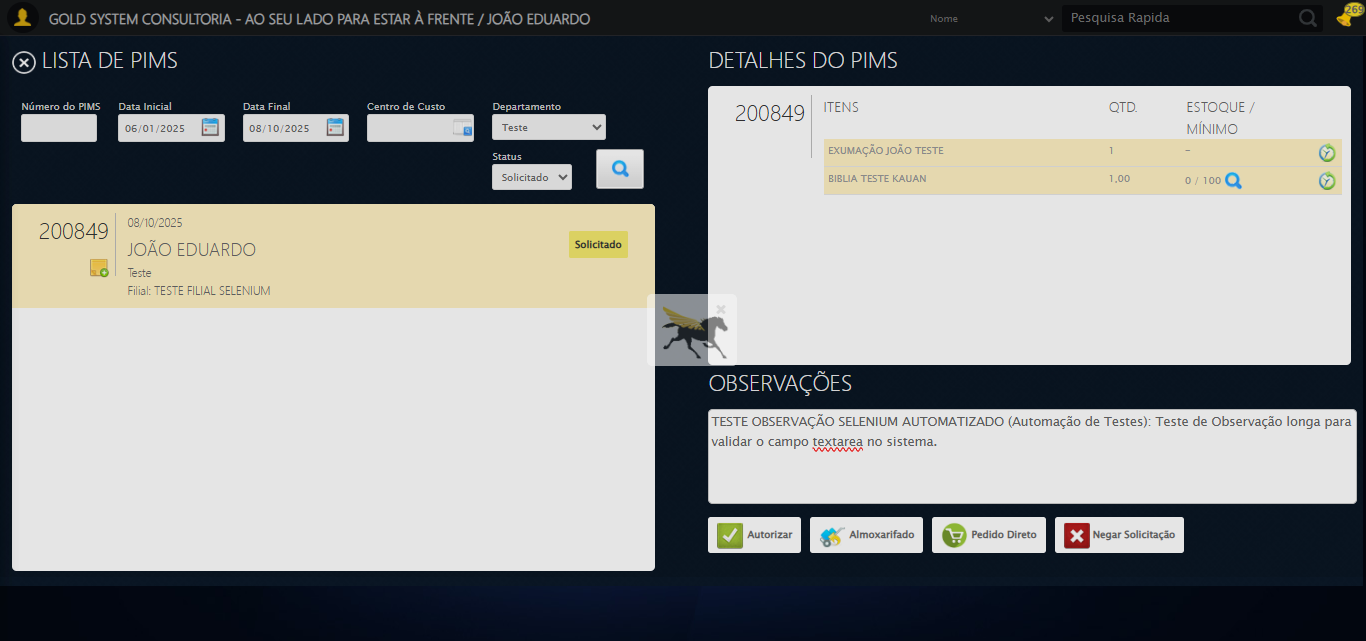 GOLD SYSTEM CONSULTORIA - AO SEU LADO PARA ESTAR À FRENTE / JOÃO EDUARDO
Nome
Pesquisa Rapida
269
LISTA DE PIMS
Número do PIMS
Data Inicial
Data Final
Centro de Custo
Departamento
06/01/2025
08/10/2025
Teste
Status
Solicitado
200849
08/10/2025
JOÃO EDUARDO
Teste
Filial: TESTE FILIAL SELENIUM
Solicitado
DETALHES DO PIMS
200849
ITENS
QTD.
ESTOQUE /
MÍNIMO
EXUMAÇÃO JOÃO TESTE
1
-
BIBLIA TESTE KAUAN
1,00
0 / 100
OBSERVAÇÕES
TESTE OBSERVAÇÃO SELENIUM AUTOMATIZADO (Automação de Testes): Teste de Observação longa para
validar o campo textarea no sistema.
Autorizar
Almoxarifado
Pedido Direto
Negar Solicitação